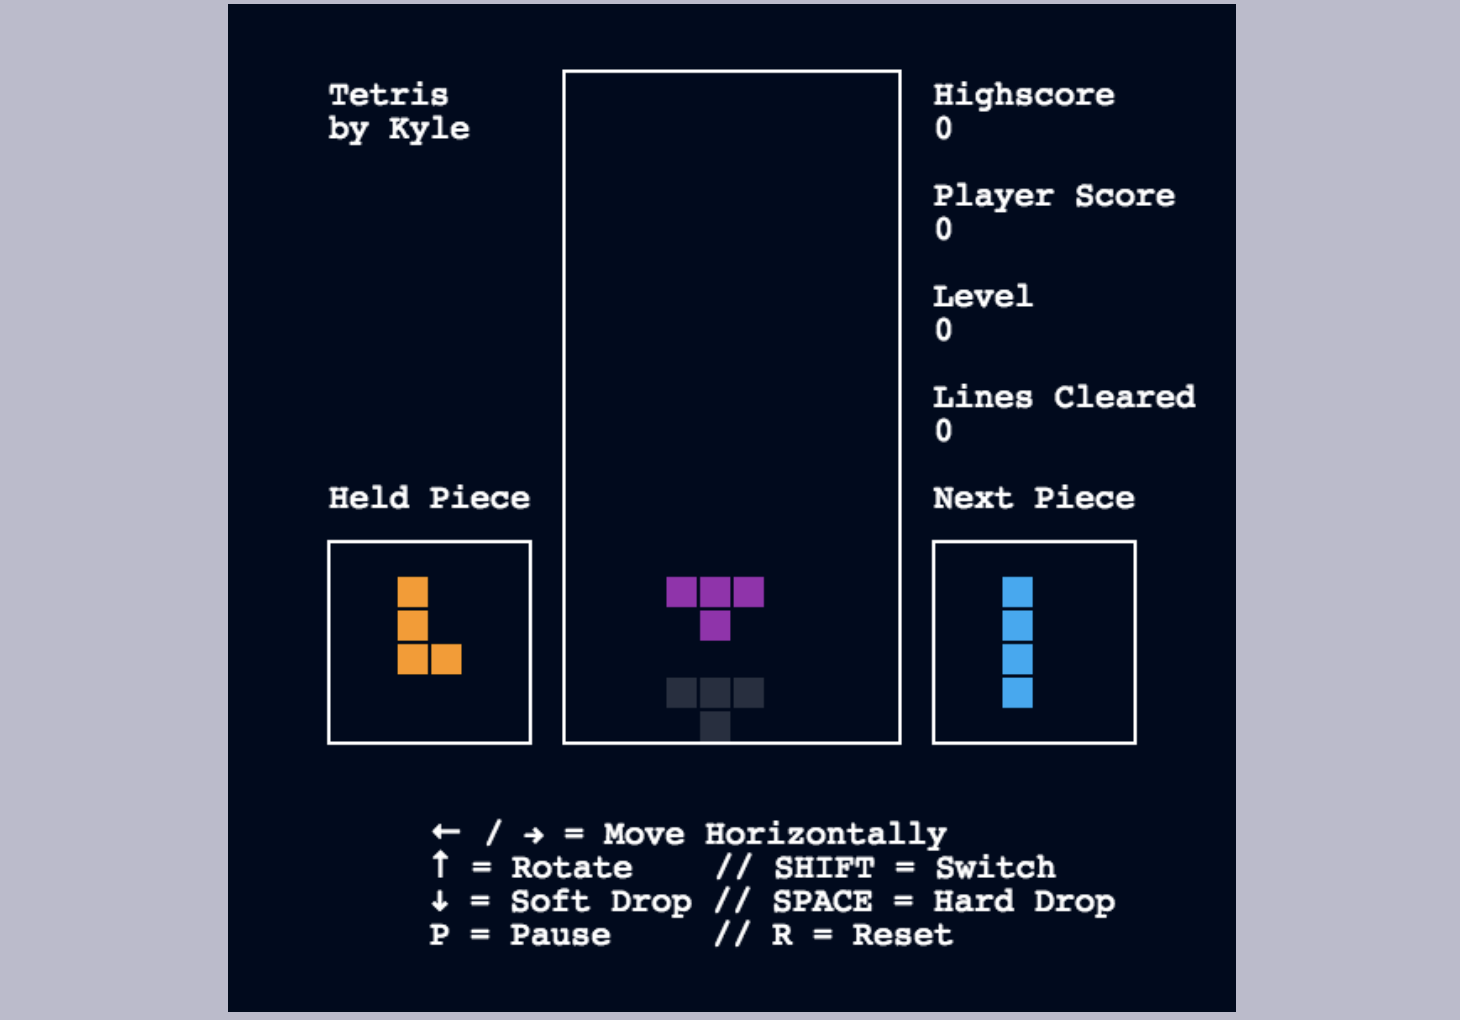 Tetris
by Kyle
Highscore
0
Player Score
0
Level
0
Lines Cleared
0
Held Piece
Next Piece
← / → = Move Horizontally
↑ = Rotate // SHIFT = Switch
↓ = Soft Drop // SPACE = Hard Drop
P = Pause // R = Reset